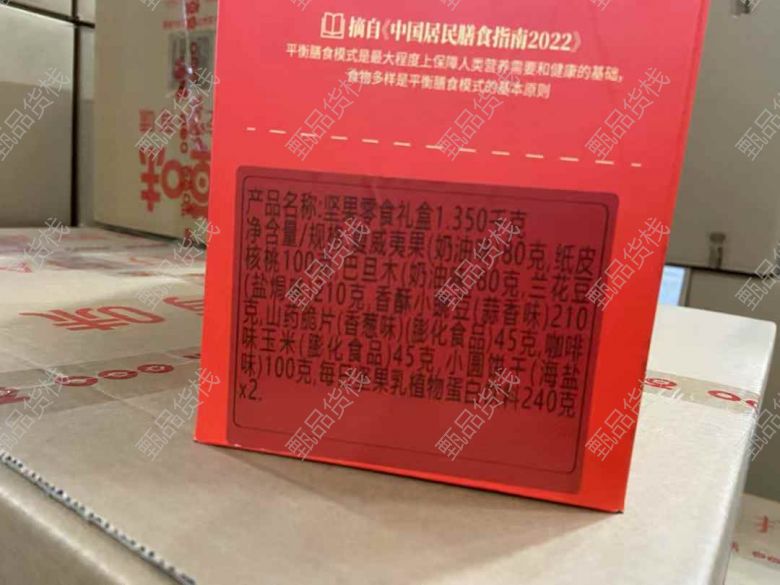 摘自《中国居民膳食指南2022》
平衡膳食模式是最大程度上保障人类营养需要和健康的基础,
食物多样是平衡膳食模式的基本原则
产品名称:坚果零食礼盒1.350千克
净含量/规格:夏威夷果(奶油味)80克,纸皮
核桃100克,巴旦木(奶油味)80克,兰花豆
(盐焗味)210克,香酥小豌豆(蒜香味)210
克,山药脆片(香葱味)(膨化食品)45克,咖啡
味玉米(膨化食品)45克,小圆饼干(海盐
味)100克,每日坚果乳植物蛋白饮料240克
x2.
甄品货栈